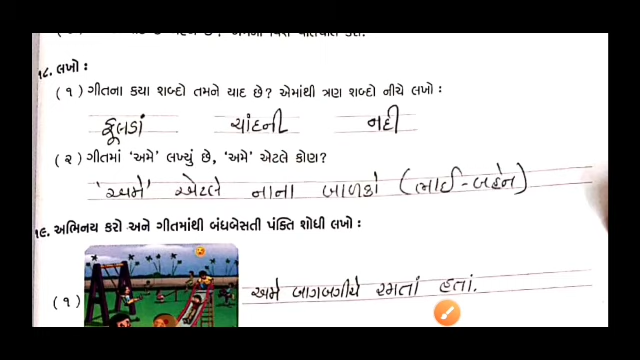 ૧૮. લખો :
(૧) ગીતના કયા શબ્દો તમને યાદ છે? એમાંથી ત્રણ શબ્દો નીચે લખો :
ફૂલડાં ચાંદની નદી
(૨) ગીતમાં ‘અમે’ લખ્યું છે, ‘અમે’ એટલે કોણ?
‘અમે’ એટલે નાના બાળકો (ભાઈ-બહેન)
૧૯. અભિનય કરો અને ગીતમાંથી બંધબેસતી પંક્તિ શોધી લખો :
(૧) અમે બાગબગીચે રમતાં હતાં.